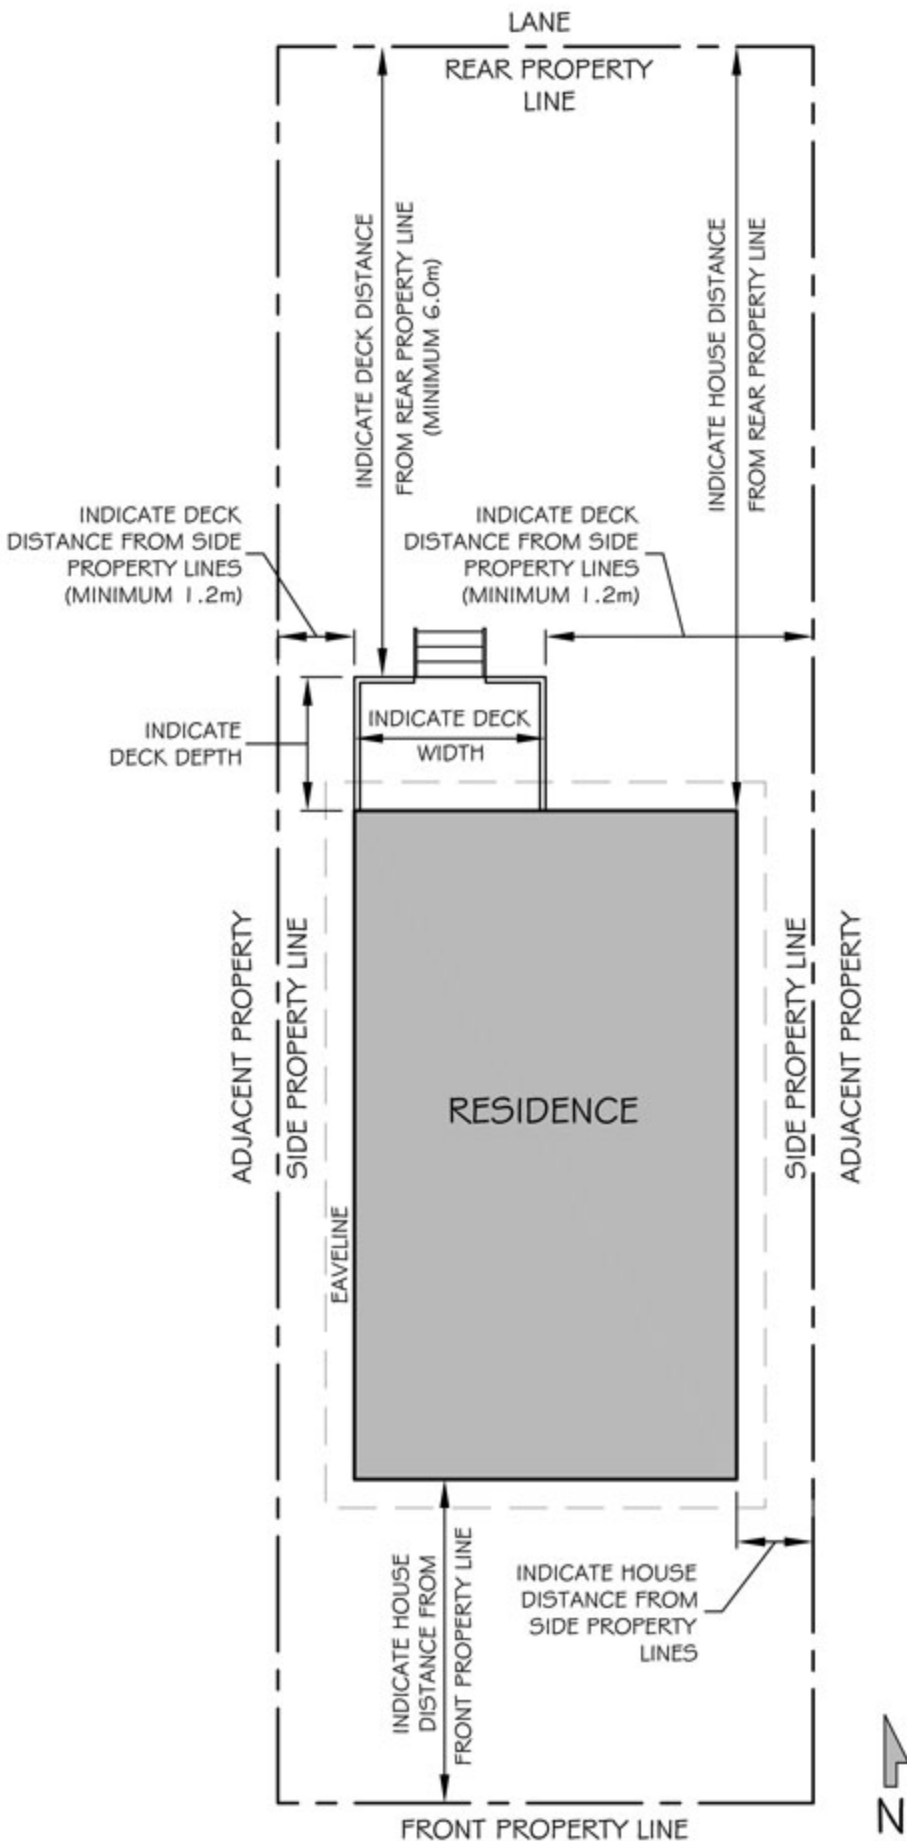 LANE
REAR PROPERTY
LINE
INDICATE DECK DISTANCE
FROM REAR PROPERTY LINE
(MINIMUM 6.0m)
INDICATE HOUSE DISTANCE
FROM REAR PROPERTY LINE
INDICATE DECK
DISTANCE FROM SIDE
PROPERTY LINES
(MINIMUM 1.2m)
INDICATE DECK
DISTANCE FROM SIDE
PROPERTY LINES
(MINIMUM 1.2m)
INDICATE
DECK DEPTH
INDICATE DECK
WIDTH
ADJACENT PROPERTY
SIDE PROPERTY LINE
EAVELINE
RESIDENCE
SIDE PROPERTY LINE
ADJACENT PROPERTY
INDICATE HOUSE
DISTANCE FROM
FRONT PROPERTY LINE
INDICATE HOUSE
DISTANCE FROM
SIDE PROPERTY
LINES
FRONT PROPERTY LINE
N